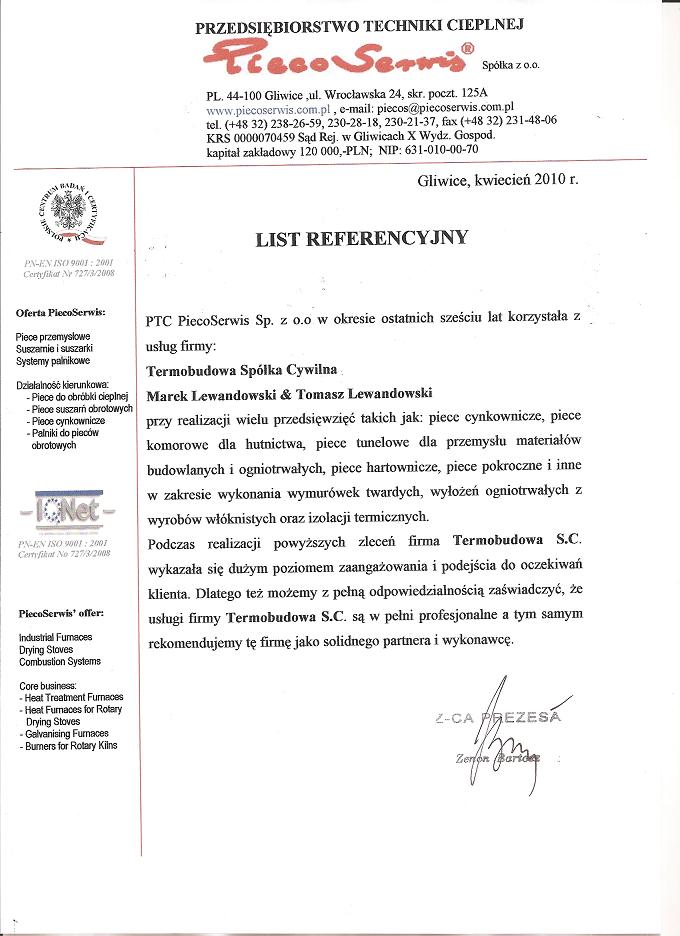 PRZEDSIĘBIORSTWO TECHNIKI CIEPLNEJ
PiecoSerwis® Spółka z o.o.
PL. 44-100 Gliwice ,ul. Wrocławska 24, skr. poczt. 125A
www.piecoserwis.com.pl , e-mail: piecos@piecoserwis.com.pl
tel. (+48 32) 238-26-59, 230-28-18, 230-21-37, fax (+48 32) 231-48-06
KRS 0000070459 Sąd Rej. w Gliwicach X Wydz. Gospod.
kapitał zakładowy 120 000,-PLN; NIP: 631-010-00-70
Gliwice, kwiecień 2010 r.
POLSKIE CENTRUM BADAŃ I CERTYFIKACJI
PN-EN ISO 9001 : 2001
Certyfikat Nr 727/3/2008
Oferta PiecoSerwis:
Piece przemysłowe
Suszarnie i suszarki
Systemy palnikowe
Działalność kierunkowa:
- Piece do obróbki cieplnej
- Piece suszarń obrotowych
- Piece cynkownicze
- Palniki do pieców
obrotowych
IQNet
PN-EN ISO 9001 : 2001
Certyfikat No 727/3/2008
PiecoSerwis' offer:
Industrial Furnaces
Drying Stoves
Combustion Systems
Core business:
- Heat Treatment Furnaces
- Heat Furnaces for Rotary
Drying Stoves
- Galvanising Furnaces
- Burners for Rotary Kilns
LIST REFERENCYJNY
PTC PiecoSerwis Sp. z o.o w okresie ostatnich sześciu lat korzystała z
usług firmy:
Termobudowa Spółka Cywilna
Marek Lewandowski & Tomasz Lewandowski
przy realizacji wielu przedsięwzięć takich jak: piece cynkownicze, piece
komorowe dla hutnictwa, piece tunelowe dla przemysłu materiałów
budowlanych i ogniotrwałych, piece hartownicze, piece pokroczne i inne
w zakresie wykonania wymurówek twardych, wyłożeń ogniotrwałych z
wyrobów włóknistych oraz izolacji termicznych.
Podczas realizacji powyższych zleceń firma Termobudowa S.C.
wykazała się dużym poziomem zaangażowania i podejścia do oczekiwań
klienta. Dlatego też możemy z pełną odpowiedzialnością zaświadczyć, że
usługi firmy Termobudowa S.C. są w pełni profesjonalne a tym samym
rekomendujemy tę firmę jako solidnego partnera i wykonawcę.
Z-CA PREZESA
Zenon Bartosz